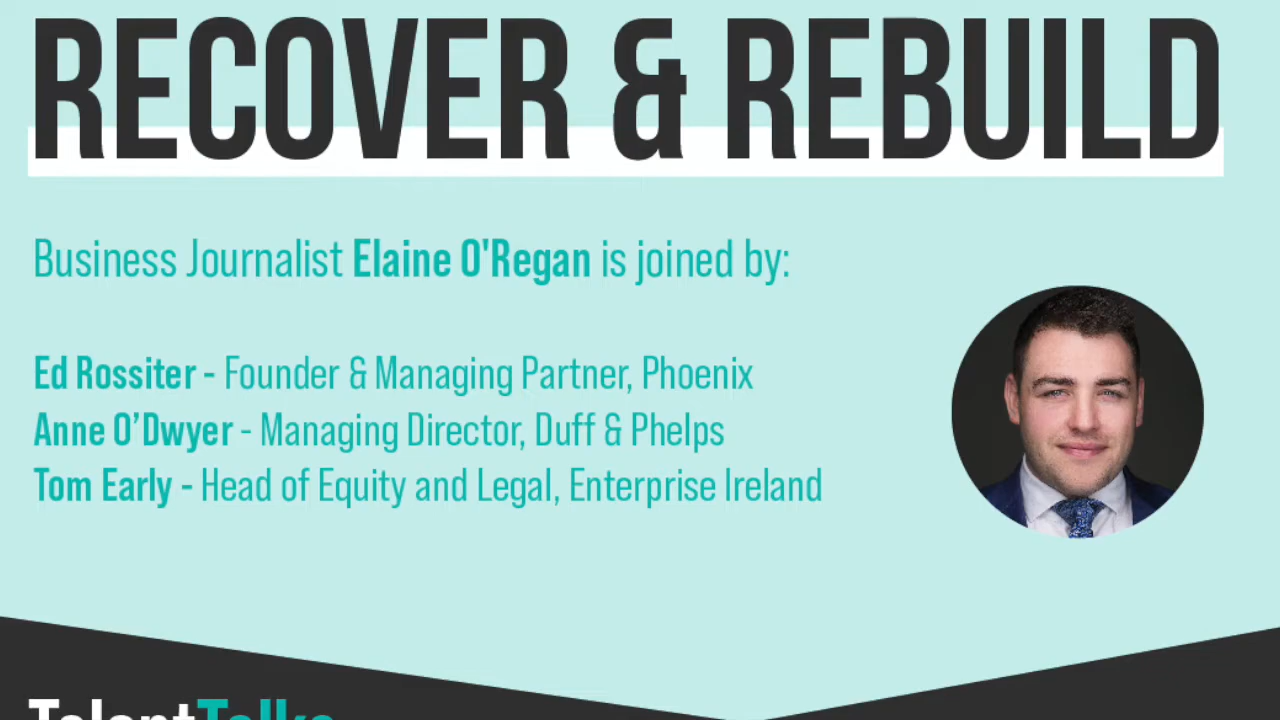 RECOVER & REBUILD
Business Journalist Elaine O'Regan is joined by:
Ed Rossiter - Founder & Managing Partner, Phoenix
Anne O’Dwyer - Managing Director, Duff & Phelps
Tom Early - Head of Equity and Legal, Enterprise Ireland
TalentTalks